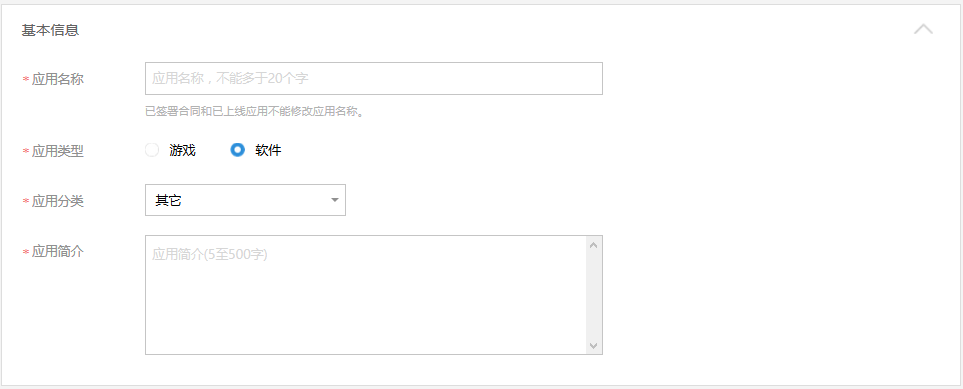 基本信息
* 应用名称
应用名称，不能多于20个字
已签署合同和已上线应用不能修改应用名称。
* 应用类型 游戏 软件
* 应用分类 其它
* 应用简介
应用简介(5至500字)